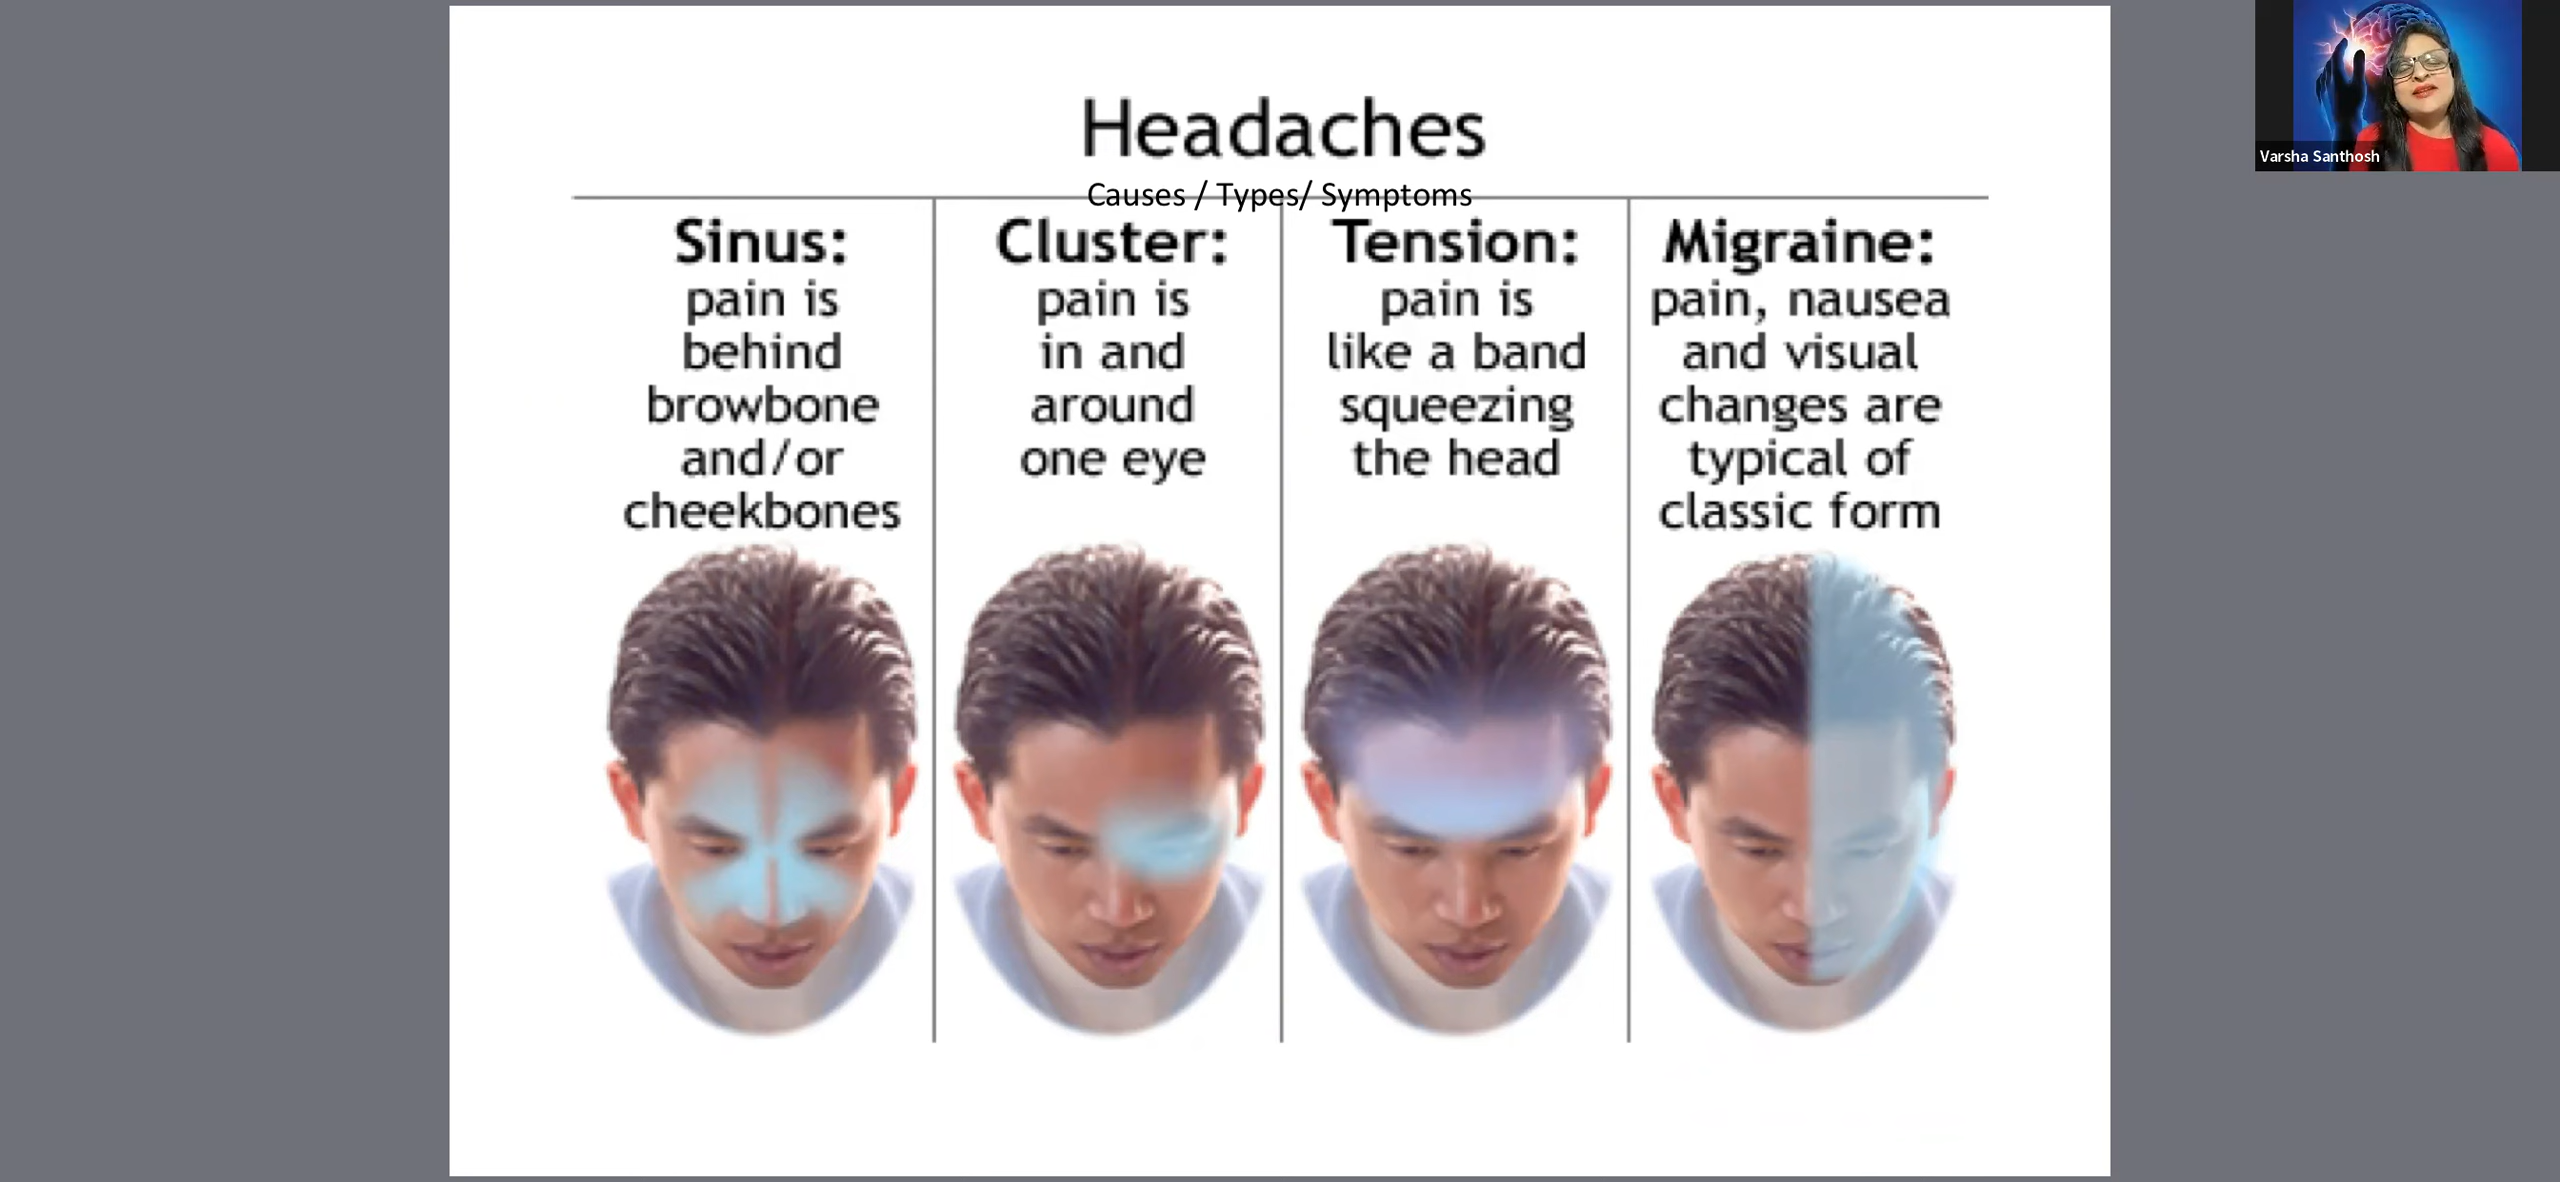 Headaches
Causes / Types/ Symptoms
Sinus:
pain is
behind
browbone
and/or
cheekbones
Cluster:
pain is
in and
around
one eye
Tension:
pain is
like a band
squeezing
the head
Migraine:
pain, nausea
and visual
changes are
typical of
classic form
Varsha Santhosh